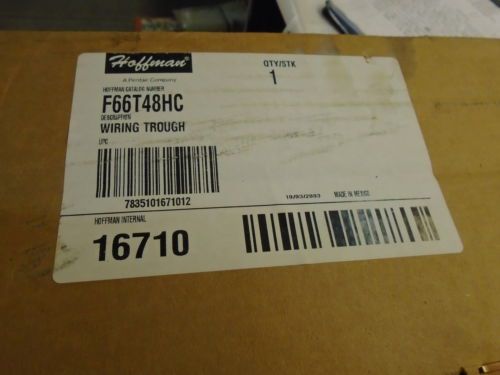 Hoffman
A Pentair Company
QTY/STK
1
HOFFMAN CATALOG NUMBER
F66T48HC
DESCRIPTION
WIRING TROUGH
UPC
7835101671012
10/03/2003
MADE IN MEXICO
HOFFMAN INTERNAL
16710